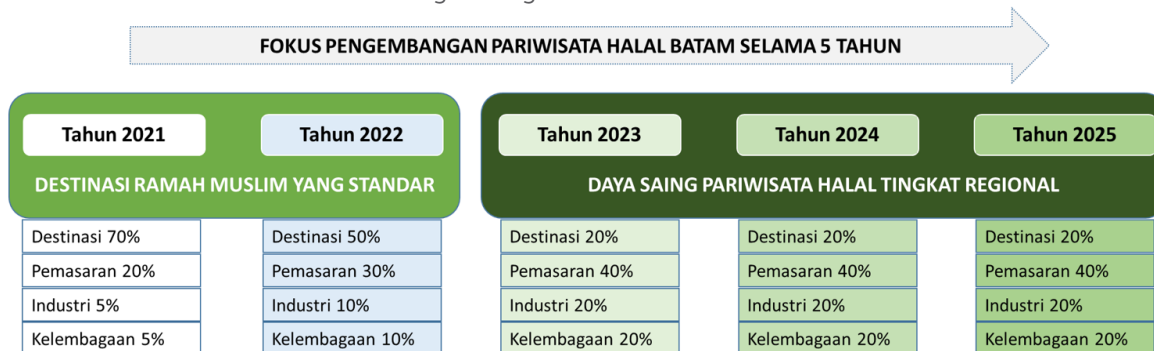 FOKUS PENGEMBANGAN PARIWISATA HALAL BATAM SELAMA 5 TAHUN
Tahun 2021
Tahun 2022
DESTINASI RAMAH MUSLIM YANG STANDAR
Tahun 2023
Tahun 2024
Tahun 2025
DAYA SAING PARIWISATA HALAL TINGKAT REGIONAL
Destinasi 70%
Pemasaran 20%
Industri 5%
Kelembagaan 5%
Destinasi 50%
Pemasaran 30%
Industri 10%
Kelembagaan 10%
Destinasi 20%
Pemasaran 40%
Industri 20%
Kelembagaan 20%
Destinasi 20%
Pemasaran 40%
Industri 20%
Kelembagaan 20%
Destinasi 20%
Pemasaran 40%
Industri 20%
Kelembagaan 20%